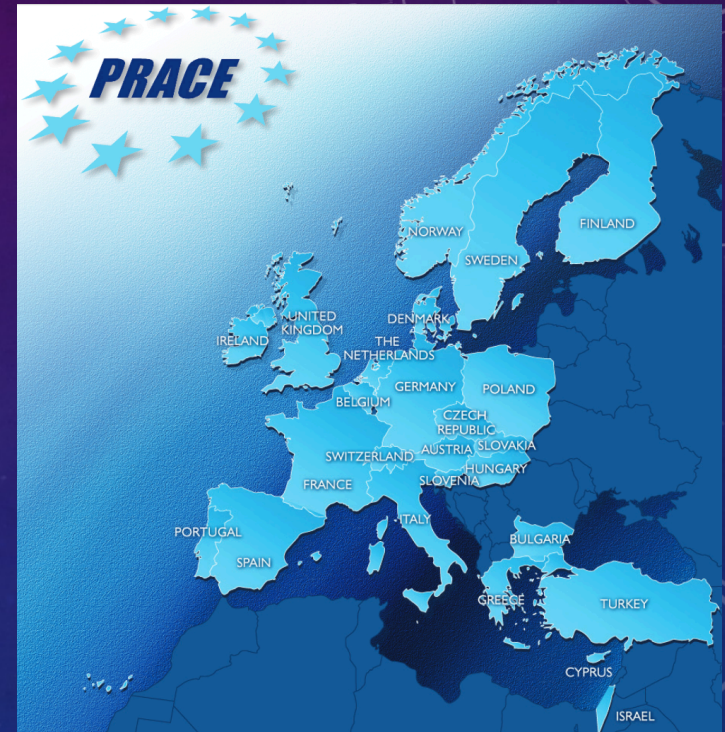 PRACE
NORWAY
FINLAND
SWEDEN
UNITED
KINGDOM
DENMARK
IRELAND
THE
NETHERLANDS
GERMANY
POLAND
BELGIUM
CZECH
REPUBLIC
SWITZERLAND
AUSTRIA
SLOVAKIA
HUNGARY
SLOVENIA
FRANCE
ITALY
PORTUGAL
BULGARIA
SPAIN
GREECE
TURKEY
CYPRUS
ISRAEL